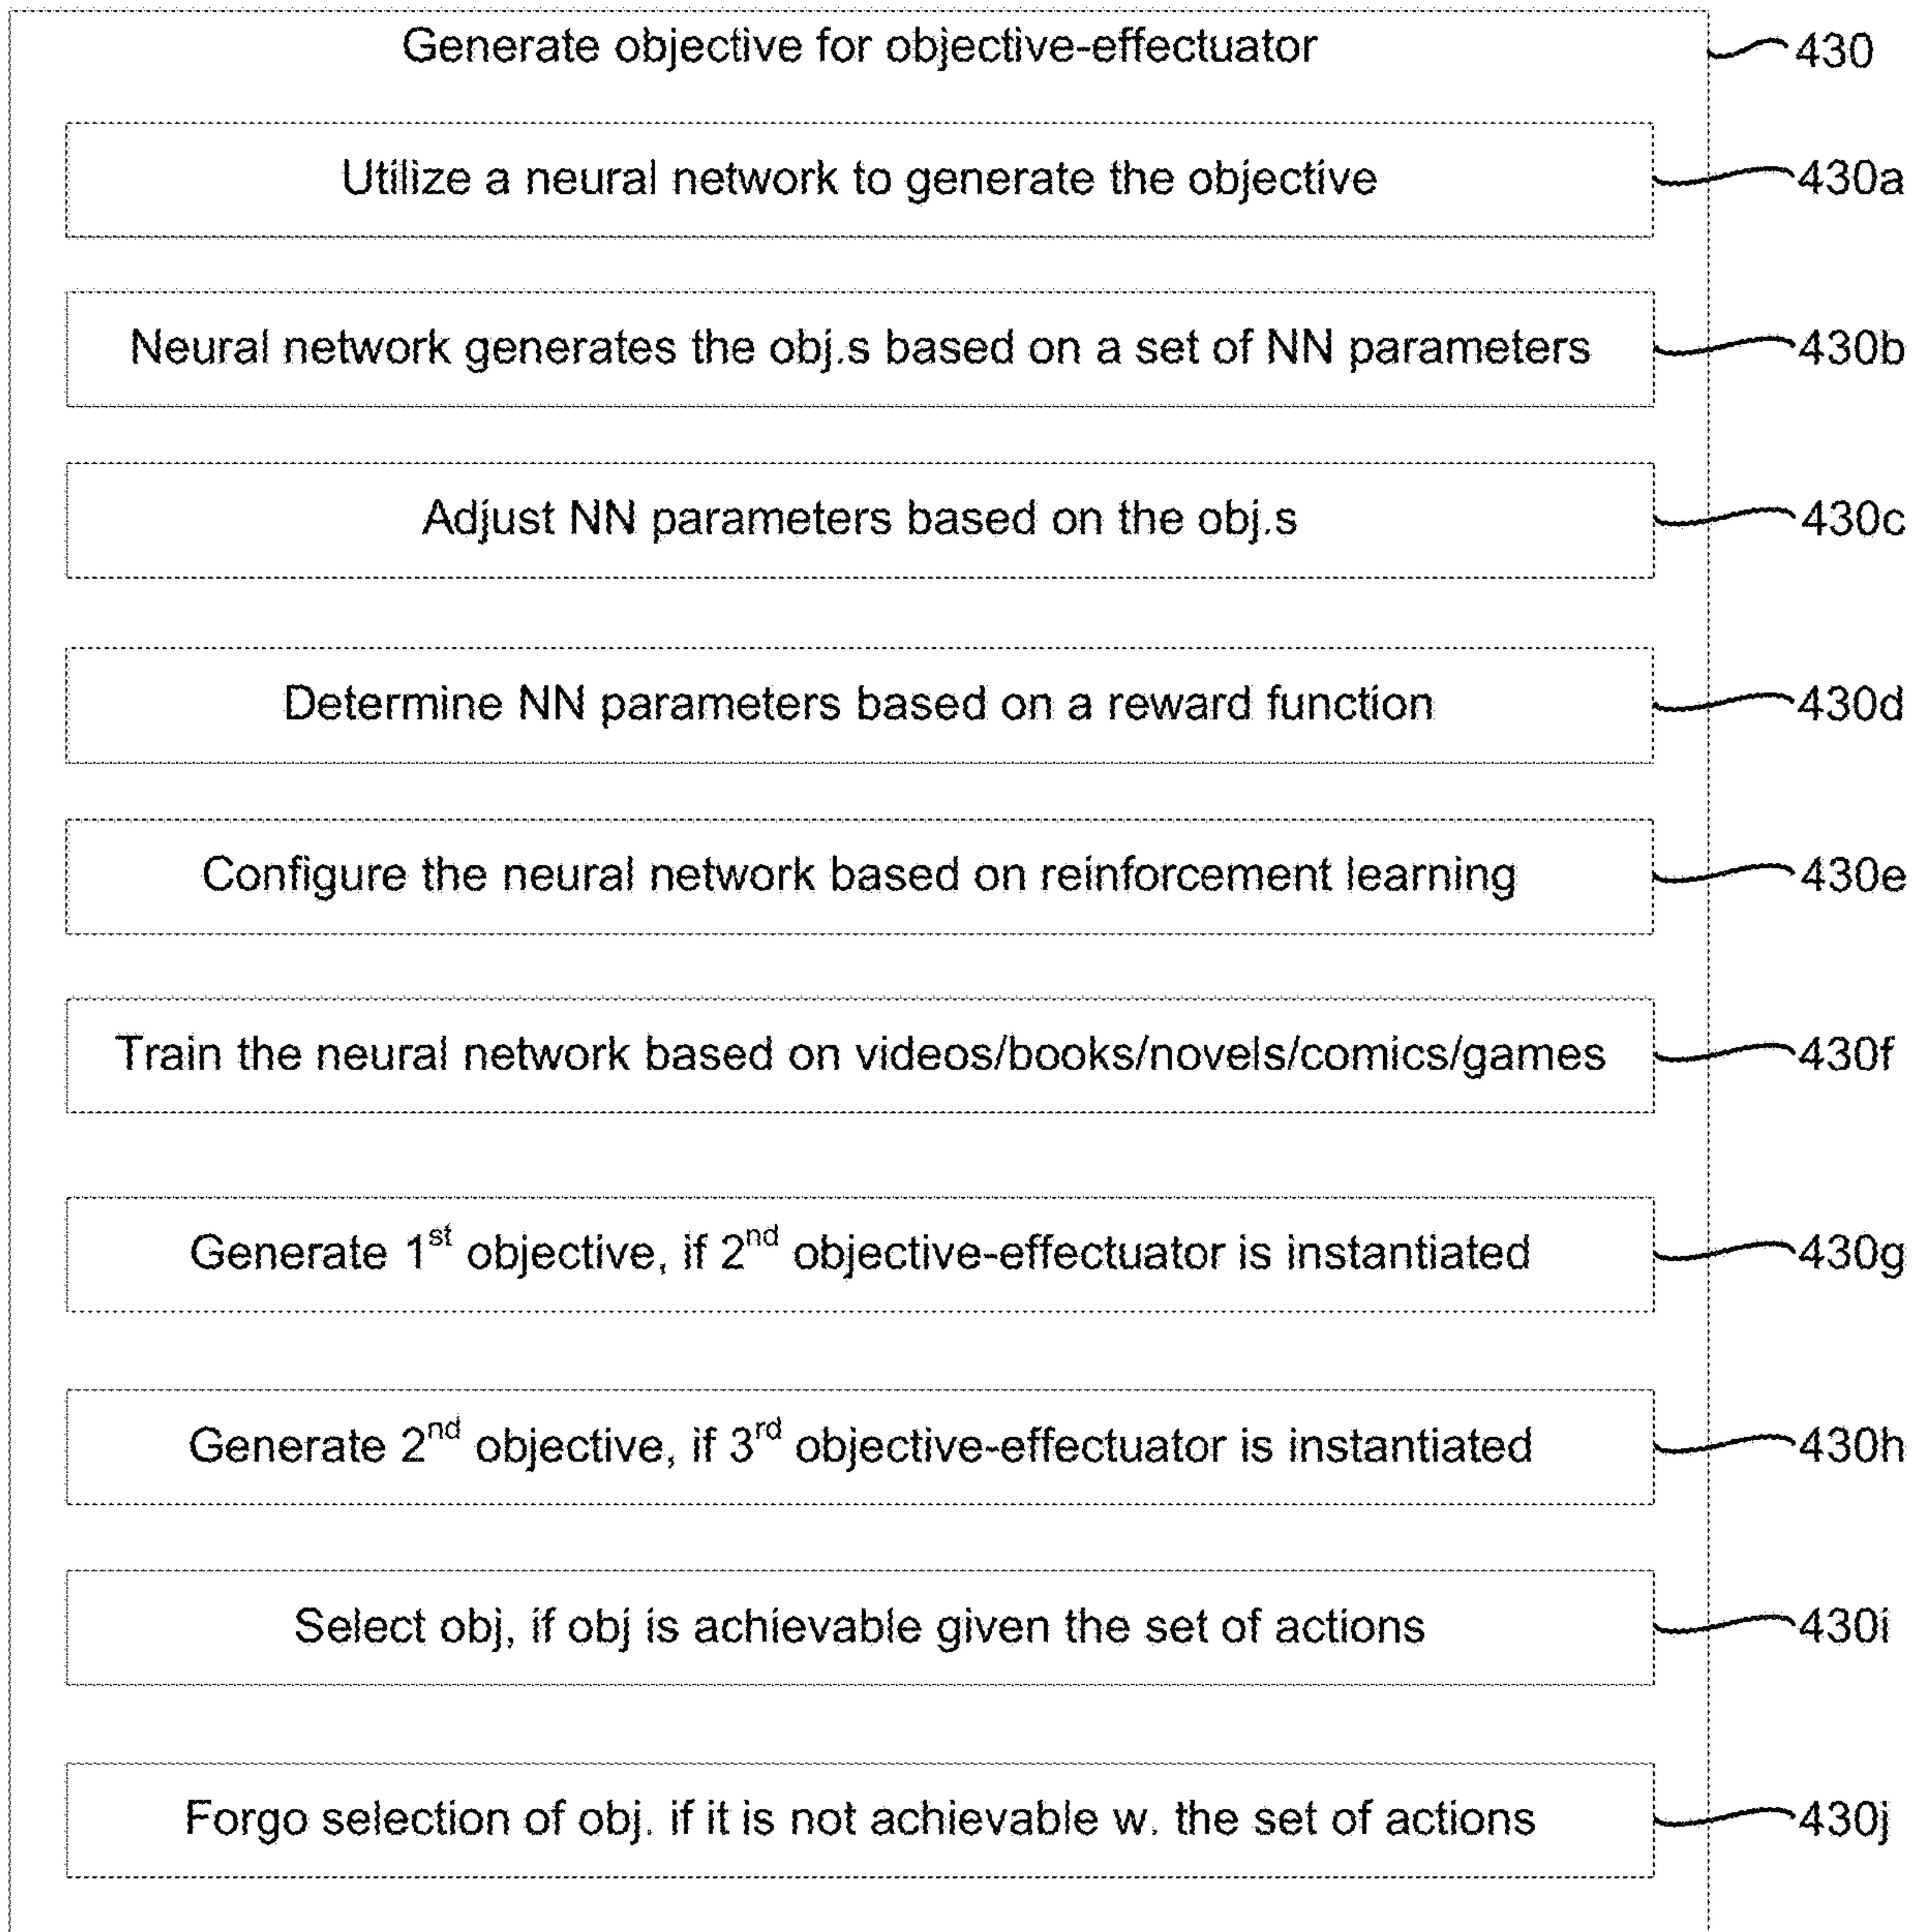 Generate objective for objective-effectuator 430
Utilize a neural network to generate the objective 430a
Neural network generates the obj.s based on a set of NN parameters 430b
Adjust NN parameters based on the obj.s 430c
Determine NN parameters based on a reward function 430d
Configure the neural network based on reinforcement learning 430e
Train the neural network based on videos/books/novels/comics/games 430f
Generate 1st objective, if 2nd objective-effectuator is instantiated 430g
Generate 2nd objective, if 3rd objective-effectuator is instantiated 430h
Select obj, if obj is achievable given the set of actions 430i
Forgo selection of obj. if it is not achievable w. the set of actions 430j